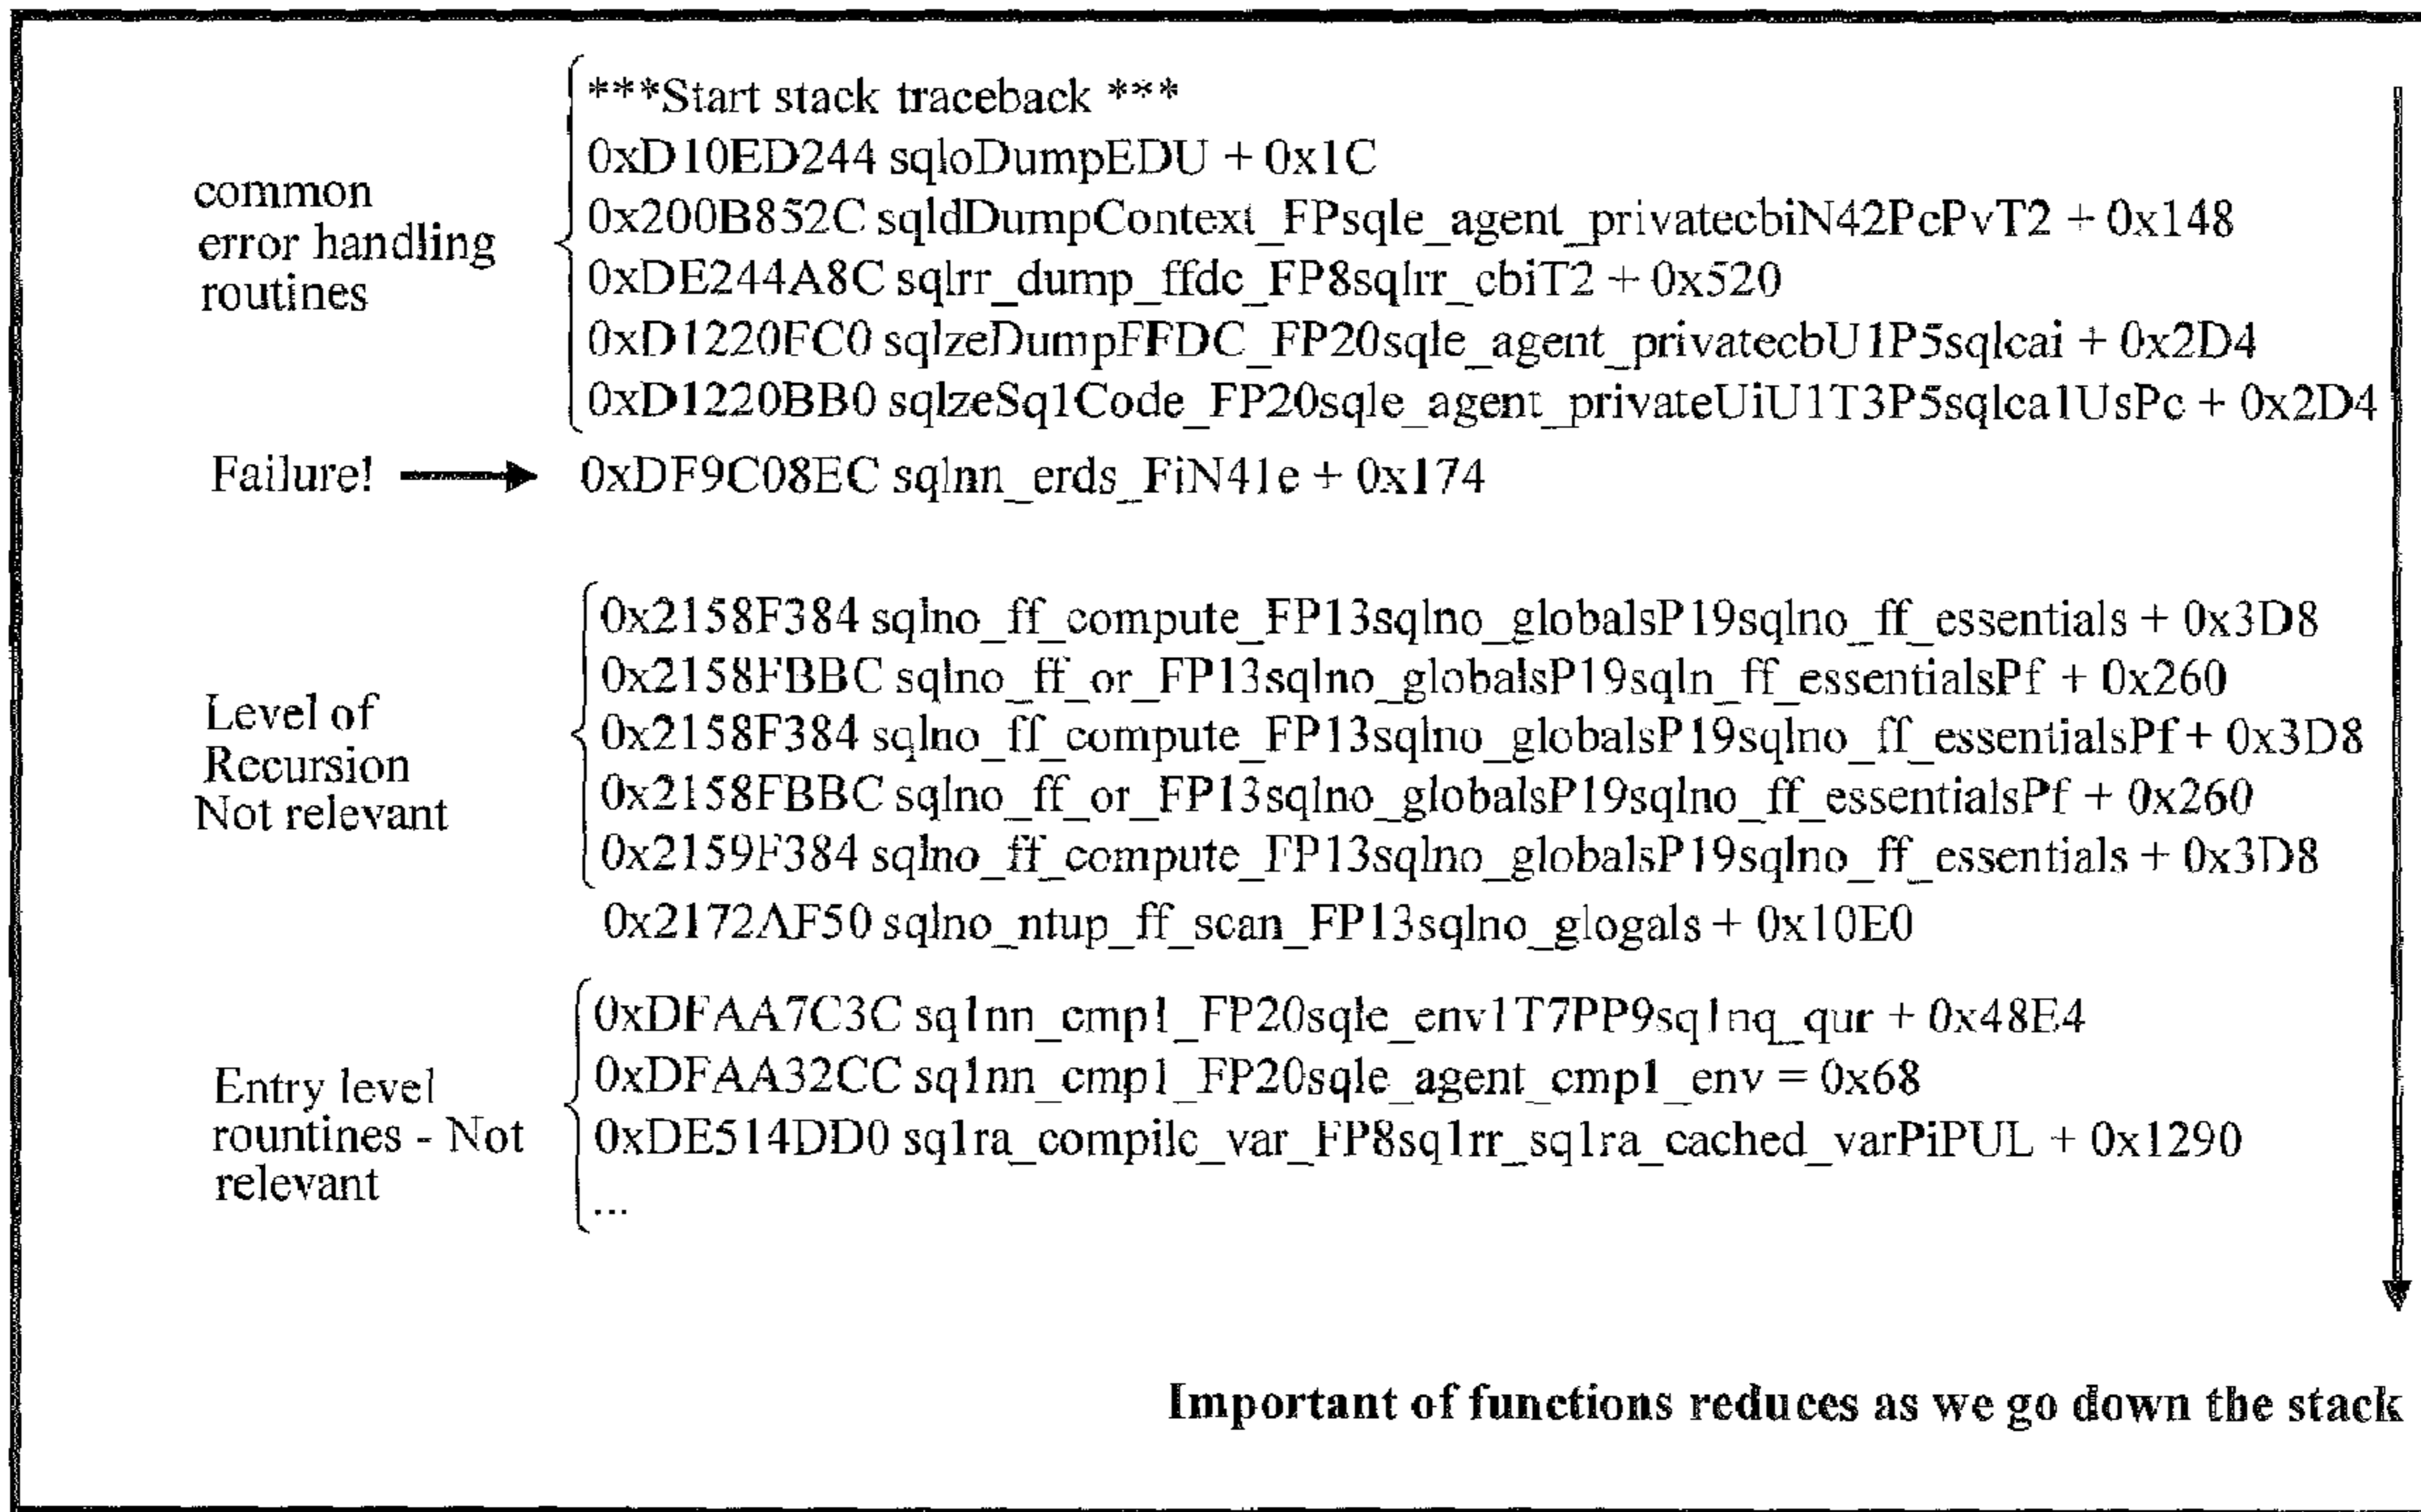 ***Start stack traceback ***
0xD10ED244 sqloDumpEDU + 0x1C
common
error handling
routines
0x200B852C sqldDumpContext_FPsqle_agent_privatecbiN42PcPvT2 + 0x148
0xDE244A8C sqlrr_dump_ffdc_FP8sqlrr_cbiT2 + 0x520
0xD1220FC0 sqlzeDumpFFDC_FP20sqle_agent_privatecbU1P5sqlcai + 0x2D4
0xD1220BB0 sqlzeSq1Code_FP20sqle_agent_privateUiU1T3P5sqlca1UsPc + 0x2D4
Failure!
0xDF9C08EC sqlnn_erds_FiN41e + 0x174
0x2158F384 sqlno_ff_compute_FP13sqlno_globalsP19sqlno_ff_essentials + 0x3D8
0x2158FBBC sqlno_ff_or_FP13sqlno_globalsP19sqln_ff_essentialsPf + 0x260
Level of
Recursion
Not relevant
0x2158F384 sqlno_ff_compute_FP13sqlno_globalsP19sqlno_ff_essentialsPf + 0x3D8
0x2158FBBC sqlno_ff_or_FP13sqlno_globalsP19sqlno_ff_essentialsPf + 0x260
0x2159F384 sqlno_ff_compute_FP13sqlno_globalsP19sqlno_ff_essentials + 0x3D8
0x2172AF50 sqlno_ntup_ff_scan_FP13sqlno_glogals + 0x10E0
0xDFAA7C3C sq1nn_cmp1_FP20sqle_env1T7PP9sq1nq_qur + 0x48E4
Entry level
rountines - Not
relevant
0xDFAA32CC sq1nn_cmp1_FP20sqle_agent_cmp1_env = 0x68
0xDE514DD0 sq1ra_compile_var_FP8sq1rr_sq1ra_cached_varPiPUL + 0x1290
...
Important of functions reduces as we go down the stack